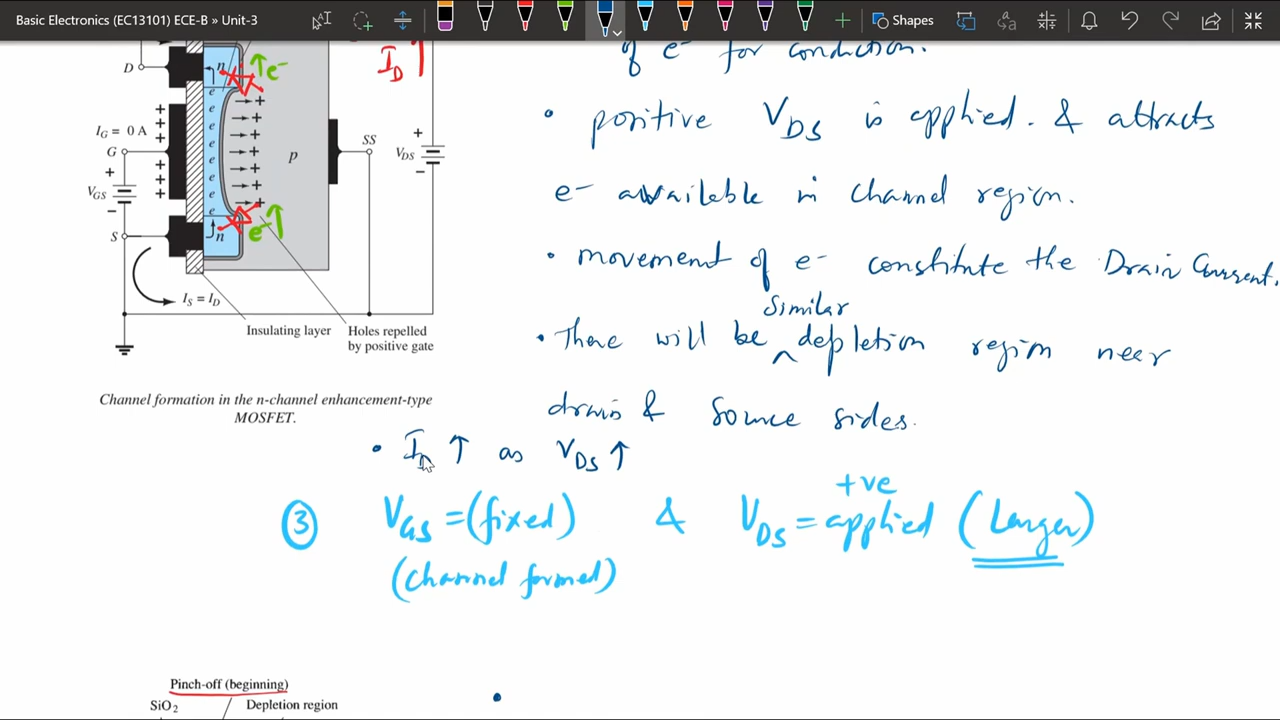 Basic Electronics (EC13101) ECE-B » Unit-3
Shapes
of e- for conduction.
D
n
e-
I_D ↑
• positive V_DS is applied. & attracts
e- available in channel region.
• movement of e- constitute the Drain Current.
Similar
• There will be ^ depletion region near
drain & Source sides.
I_G = 0 A
G
+
V_GS
−
S
e
e
e
e
e
e
e
e
p
SS
V_DS
+
−
n
e-
I_S = I_D
Insulating layer
Holes repelled
by positive gate
Channel formation in the n-channel enhancement-type
MOSFET.
• I_D ↑ as V_DS ↑
+ve
③ V_GS = (fixed) & V_DS = applied (Larger)
(Channel formed)
Pinch-off (beginning)
SiO2
Depletion region